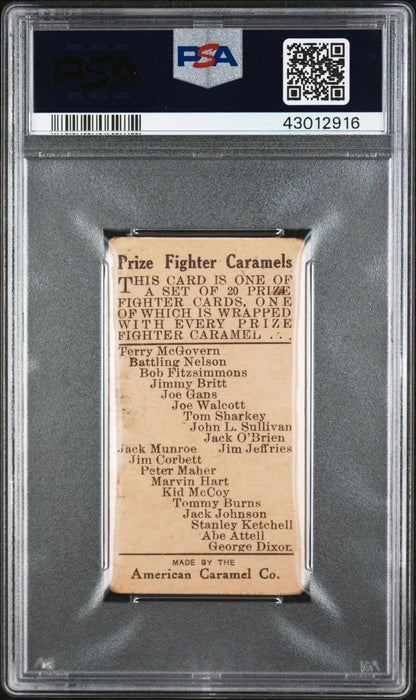 PSA
PSA
43012916
Prize Fighter Caramels
THIS CARD IS ONE OF
A SET OF 20 PRIZE
FIGHTER CARDS, ONE
OF WHICH IS WRAPPED
WITH EVERY PRIZE
FIGHTER CARAMEL .·.
Terry McGovern
Battling Nelson
Bob Fitzsimmons
Jimmy Britt
Joe Gans
Joe Walcott
Tom Sharkey
John L. Sullivan
Jack O'Brien
Jack Munroe Jim Jeffries
Jim Corbett
Peter Maher
Marvin Hart
Kid McCoy
Tommy Burns
Jack Johnson
Stanley Ketchell
Abe Attell
George Dixon
MADE BY THE
American Caramel Co.